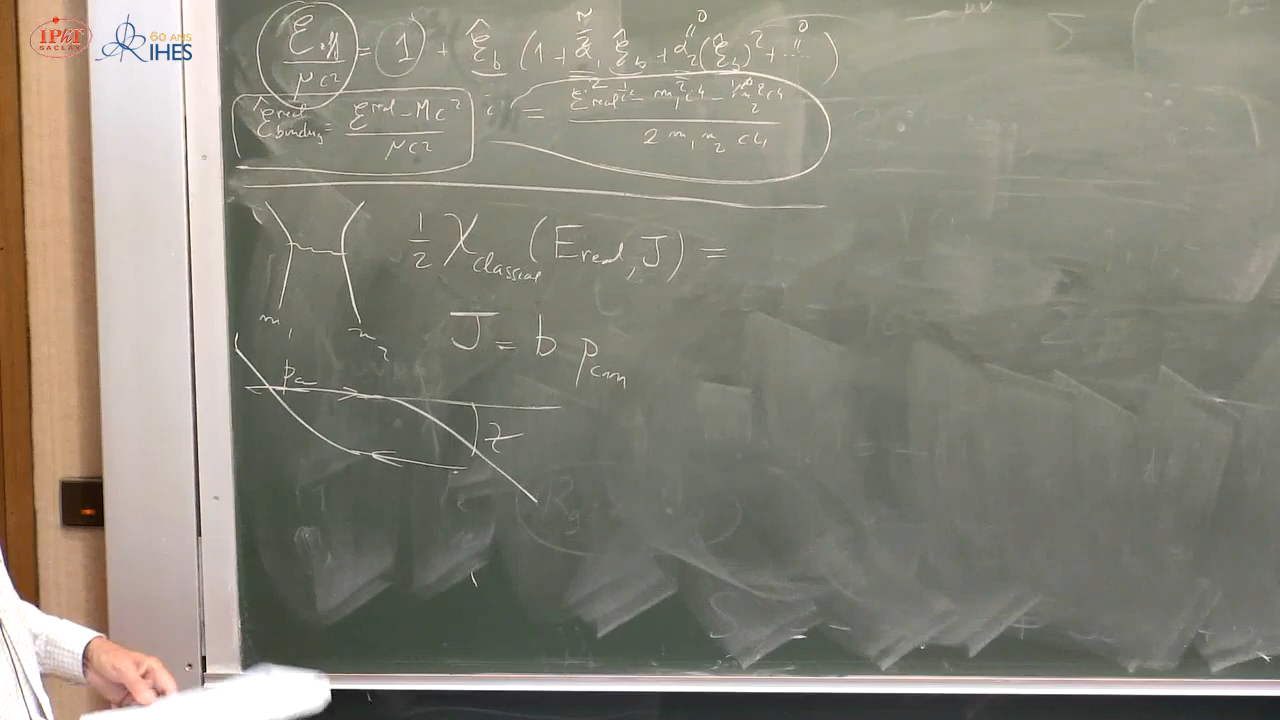 IPhT
SACLAY
60 ANS
IHES
ℰ_eff / μc² = 1 + ℰ̂_b (1 + α̃₁ ℰ̂_b + α₂ (ℰ̂_b)² + ....)
ℰ̂^real_binding = (ℰ^real - Mc²) / μc²
= (ℰ²_real - m₁²c⁴ - m₂²c⁴) / (2 m₁ m₂ c⁴)
½ χ_classical (E_real, J) =
m₁
m₂
J = b p_cm